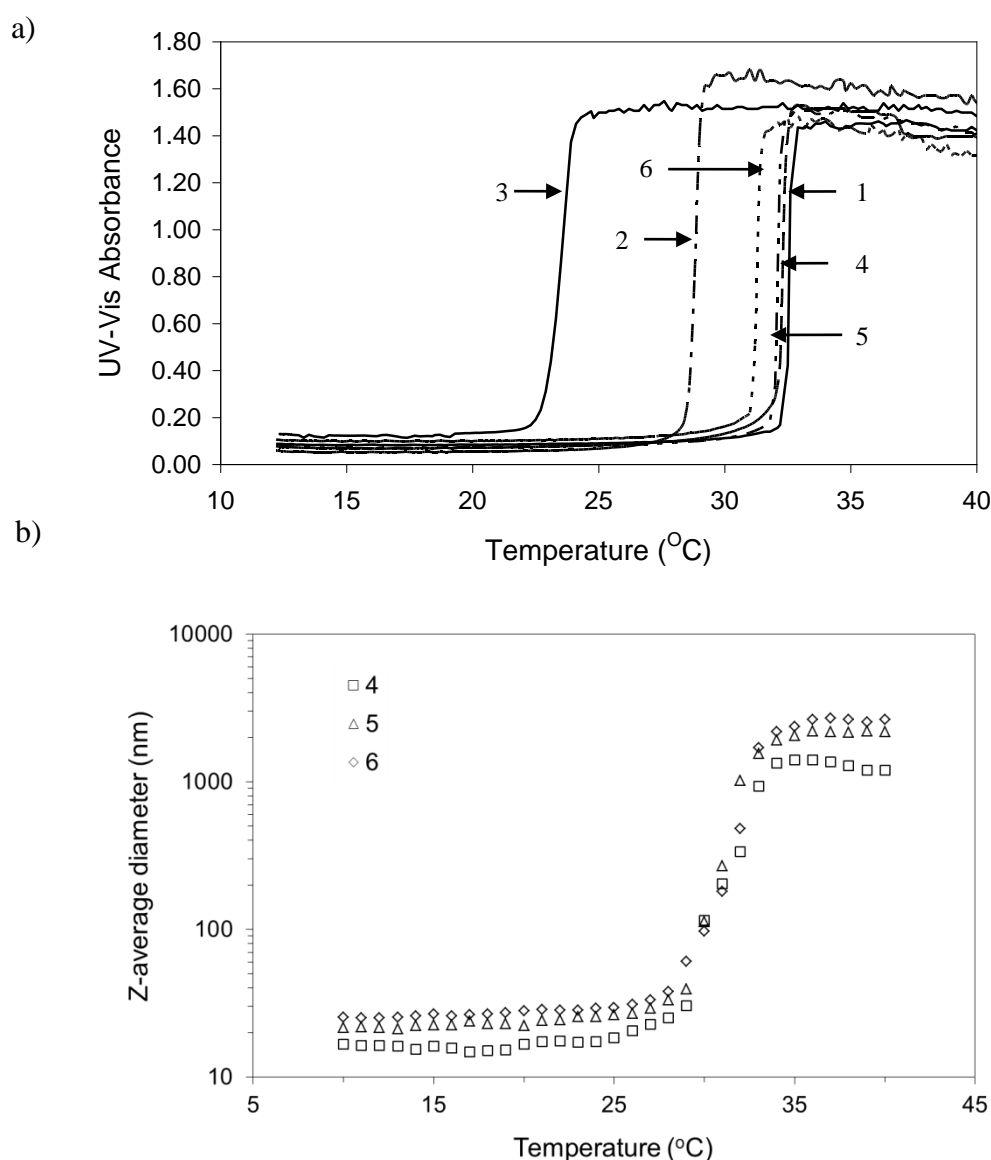 a)
1.80
1.60
1.40
1.20
1.00
0.80
0.60
0.40
0.20
0.00
UV-Vis Absorbance
3
2
6
1
4
5
10 15 20 25 30 35 40
Temperature (OC)
b)
10000
1000
100
10
Z-average diameter (nm)
4
5
6
5 15 25 35 45
Temperature (oC)